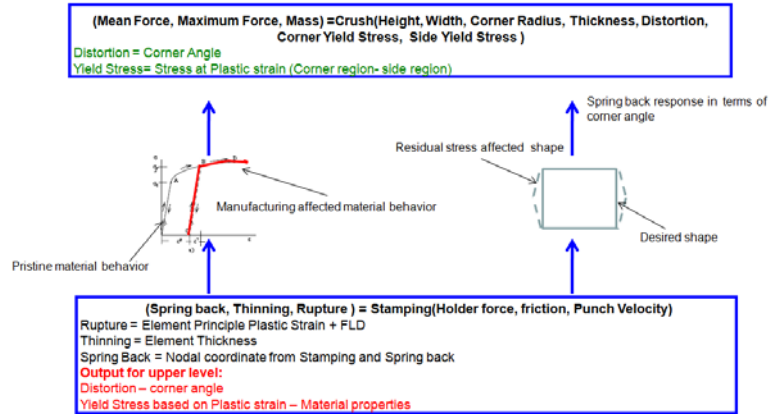 (Mean Force, Maximum Force, Mass) =Crush(Height, Width, Corner Radius, Thickness, Distortion,
Corner Yield Stress, Side Yield Stress )
Distortion = Corner Angle
Yield Stress= Stress at Plastic strain (Corner region- side region)
Spring back response in terms of
corner angle
Residual stress affected shape
Manufacturing affected material behavior
Desired shape
Pristine material behavior
(Spring back, Thinning, Rupture ) = Stamping(Holder force, friction, Punch Velocity)
Rupture = Element Principle Plastic Strain + FLD
Thinning = Element Thickness
Spring Back = Nodal coordinate from Stamping and Spring back
Output for upper level:
Distortion – corner angle
Yield Stress based on Plastic strain – Material properties